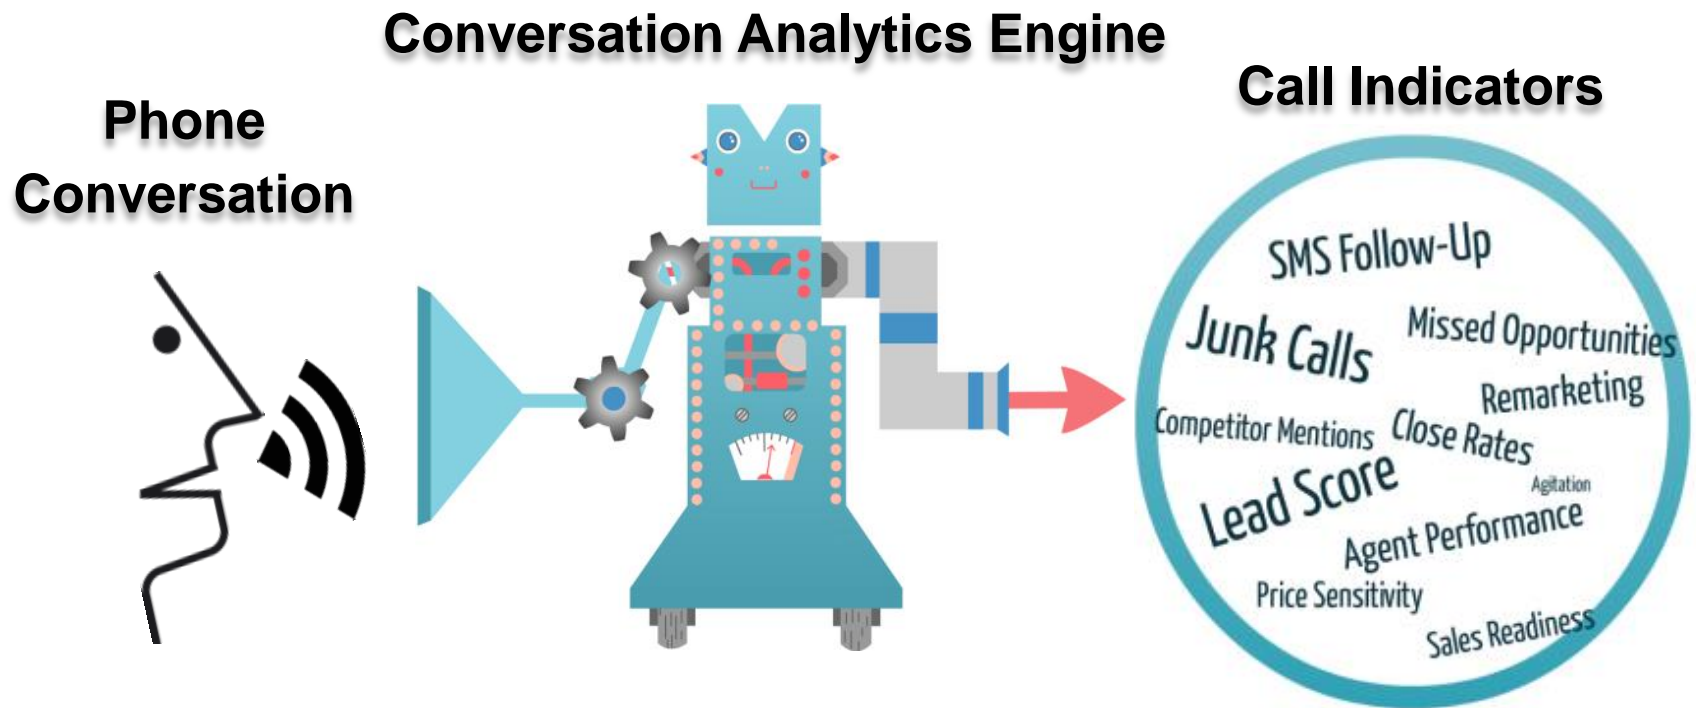 Conversation Analytics Engine
Phone
Conversation
Call Indicators
SMS Follow-Up
Junk Calls
Missed Opportunities
Remarketing
Competitor Mentions
Close Rates
Lead Score
Agitation
Agent Performance
Price Sensitivity
Sales Readiness